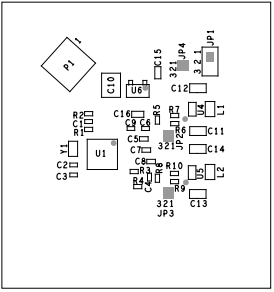 JP1
JP4
C15
1
P1
3 2 1
321
C10
U6
C12
R2
C1
R1
C16
C9
C6
R5
R7
U4
L1
R6
C11
JP2
321
C5
Y1
U1
C7
C14
C2
C3
C8
R3
R4
C4
R8
R10
U5
L2
R9
321
JP3
C13